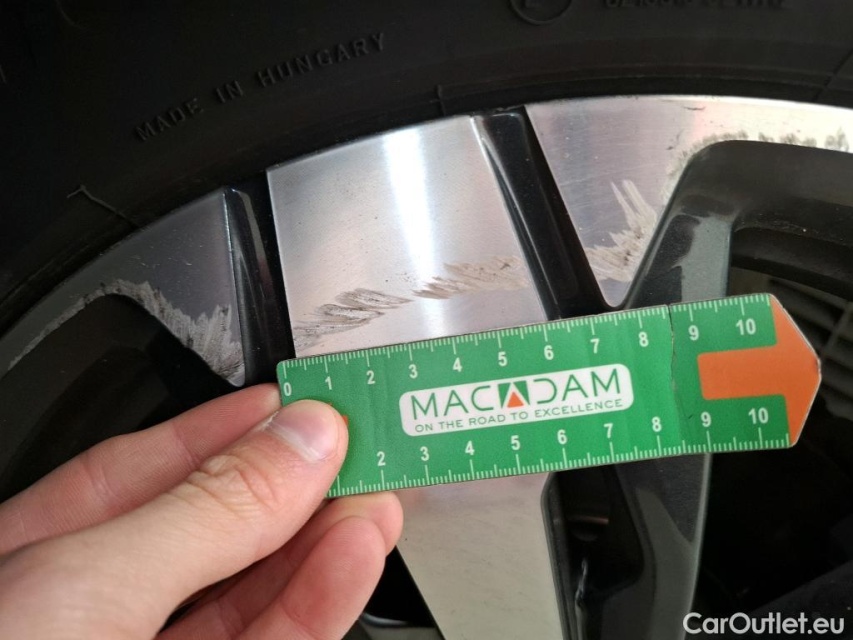 MADE IN HUNGARY
0 1 2 3 4 5 6 7 8 9 10
MACADAM
ON THE ROAD TO EXCELLENCE
2 3 4 5 6 7 8 9 10
CarOutlet.eu